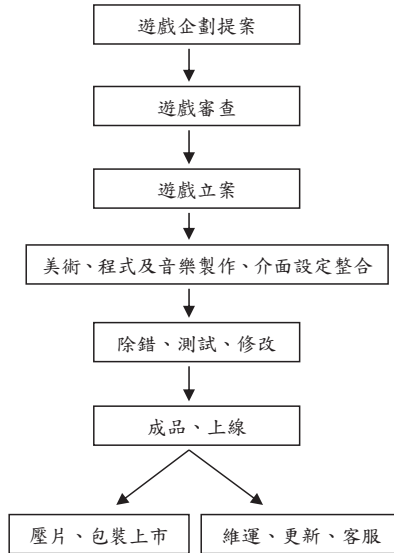 遊戲企劃提案
遊戲審查
遊戲立案
美術、程式及音樂製作、介面設定整合
除錯、測試、修改
成品、上線
壓片、包裝上市
維運、更新、客服